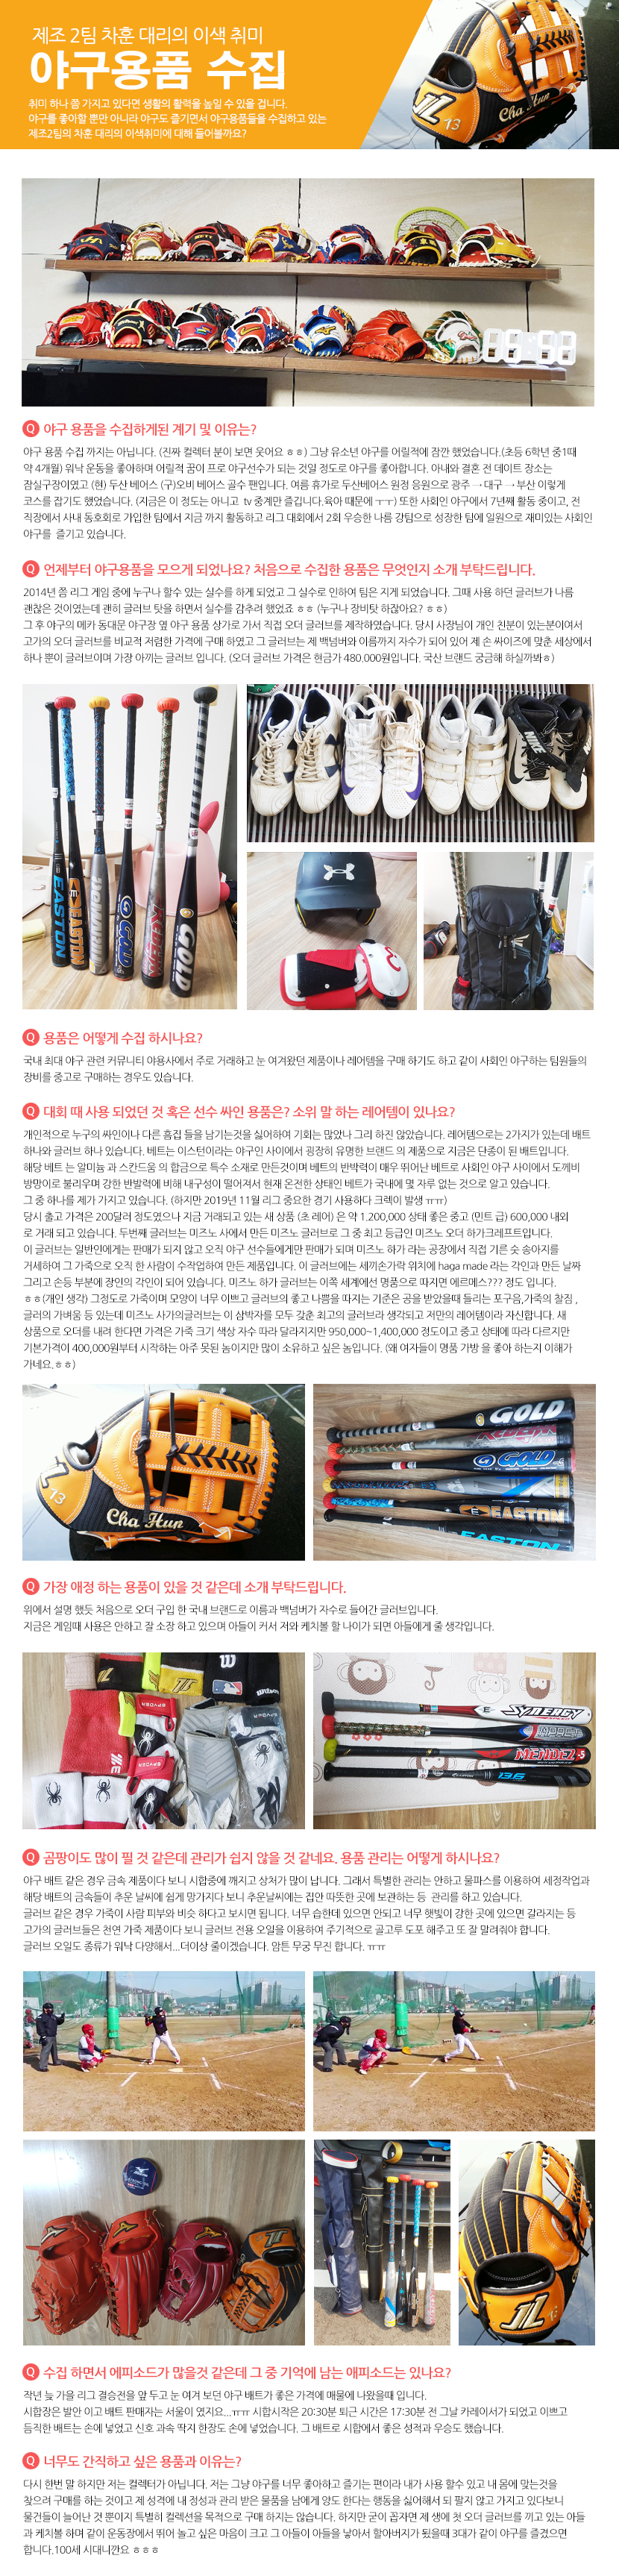 제조 2팀 차훈 대리의 이색 취미
야구용품 수집
취미 하나 쯤 가지고 있다면 생활의 활력을 높일 수 있을 겁니다.
야구를 좋아할 뿐만 아니라 야구도 즐기면서 야구용품들을 수집하고 있는
제조2팀의 차훈 대리의 이색취미에 대해 들어볼까요?
Cha Hun
13
Q 야구 용품을 수집하게된 계기 및 이유는?
야구 용품 수집 까지는 아닙니다. (진짜 컬렉터 분이 보면 웃어요 ㅎㅎ) 그냥 유소년 야구를 어릴적에 잠깐 했었습니다.(초등 6학년 중1때
약 4개월) 워낙 운동을 좋아하며 어릴적 꿈이 프로 야구선수가 되는 것일 정도로 야구를 좋아합니다. 아내와 결혼 전 데이트 장소는
잠실구장이였고 (현) 두산 베어스 (구)오비 베어스 골수 팬입니다. 여름 휴가로 두산베어스 원정 응원으로 광주 → 대구 → 부산 이렇게
코스를 잡기도 했었습니다. (지금은 이 정도는 아니고 tv 중계만 즐깁니다.육아 때문에 ㅜㅜ) 또한 사회인 야구에서 7년째 활동 중이고, 전
직장에서 사내 동호회로 가입한 팀에서 지금 까지 활동하고 리그 대회에서 2회 우승한 나름 강팀으로 성장한 팀에 일원으로 재미있는 사회인
야구를 즐기고 있습니다.
Q 언제부터 야구용품을 모으게 되었나요? 처음으로 수집한 용품은 무엇인지 소개 부탁드립니다.
2014년 쯤 리그 게임 중에 누구나 할수 있는 실수를 하게 되었고 그 실수로 인하여 팀은 지게 되었습니다. 그때 사용 하던 글러브가 나름
괜찮은 것이였는데 괜히 글러브 탓을 하면서 실수를 감추려 했었죠 ㅎㅎ (누구나 장비탓 하잖아요? ㅎㅎ)
그 후 야구의 메카 동대문 야구장 옆 야구 용품 상가로 가서 직접 오더 글러브를 제작하였습니다. 당시 사장님이 개인 친분이 있는분이여서
고가의 오더 글러브를 비교적 저렴한 가격에 구매 하였고 그 글러브는 제 백넘버와 이름까지 자수가 되어 있어 제 손 싸이즈에 맞춘 세상에서
하나 뿐이 글러브이며 가장 아끼는 글러브 입니다. (오더 글러브 가격은 현금가 480.000원입니다. 국산 브랜드 궁금해 하실까봐ㅎ)
EASTON
EASTON
GOLD
REDEEM
GOLD
Q 용품은 어떻게 수집 하시나요?
국내 최대 야구 관련 커뮤니티 야용사에서 주로 거래하고 눈 여겨왔던 제품이나 레어템을 구매 하기도 하고 같이 사회인 야구하는 팀원들의
장비를 중고로 구매하는 경우도 있습니다.
Q 대회 때 사용 되었던 것 혹은 선수 싸인 용품은? 소위 말 하는 레어템이 있나요?
개인적으로 누구의 싸인이나 다른 흠집 들을 남기는것을 싫어하여 기회는 많았나 그리 하진 않았습니다. 레어템으로는 2가지가 있는데 배트
하나와 글러브 하나 있습니다. 베트는 이스턴이라는 야구인 사이에서 굉장히 유명한 브랜드 의 제품으로 지금은 단종이 된 배트입니다.
해당 베트 는 알미늄 과 스칸듐 의 합금으로 특수 소재로 만든것이며 베트의 반박력이 매우 뛰어난 베트로 사회인 야구 사이에서 도께비
방망이로 불리우며 강한 반발력에 비해 내구성이 떨어져서 현재 온전한 상태인 베트가 국내에 몇 자루 없는 것으로 알고 있습니다.
그 중 하나를 제가 가지고 있습니다. (하지만 2019년 11월 리그 중요한 경기 사용하다 크렉이 발생 ㅠㅠ)
당시 출고 가격은 200달러 정도였으나 지금 거래되고 있는 새 상품 (초 레어) 은 약 1,200,000 상태 좋은 중고 (민트 급) 600,000 내외
로 거래 되고 있습니다. 두번째 글러브는 미즈노 사에서 만든 미즈노 글러브로 그 중 최고 등급인 미즈노 오더 하가크레프트입니다.
이 글러브는 일반인에게는 판매가 되지 않고 오직 야구 선수들에게만 판매가 되며 미즈노 하가 라는 공장에서 직접 기른 숫 송아지를
거세하여 그 가죽으로 오직 한 사람이 수작업하여 만든 제품입니다. 이 글러브에는 세끼손가락 위치에 haga made 라는 각인과 만든 날짜
그리고 손등 부분에 장인의 각인이 되어 있습니다. 미즈노 하가 글러브는 이쪽 세계에선 명품으로 따지면 에르메스??? 정도 입니다.
ㅎㅎ(개인 생각) 그정도로 가죽이며 모양이 너무 이쁘고 글러브의 좋고 나쁨을 따지는 기준은 공을 받았을때 들리는 포구음,가죽의 찰짐 ,
글러의 가벼움 등 있는데 미즈노 사가의글러브는 이 삼박자를 모두 갖춘 최고의 글러브라 생각되고 저만의 레어템이라 자신합니다. 새
상품으로 오더를 내려 한다면 가격은 가죽 크기 색상 자수 따라 달라지지만 950,000~1,400,000 정도이고 중고 상태에 따라 다르지만
기본가격이 400,000원부터 시작하는 아주 못된 놈이지만 많이 소유하고 싶은 놈입니다. (왜 여자들이 명품 가방 을 좋아 하는지 이해가
가네요.ㅎㅎ)
13
Cha Hun
GOLD
REDEEM
GOLD
EASTON
EASTON
Q 가장 애정 하는 용품이 있을 것 같은데 소개 부탁드립니다.
위에서 설명 했듯 처음으로 오더 구입 한 국내 브랜드로 이름과 백넘버가 자수로 들어간 글러브입니다.
지금은 게임때 사용은 안하고 잘 소장 하고 있으며 아들이 커서 저와 케치볼 할 나이가 되면 아들에게 줄 생각입니다.
SPYDER
SYNERGY
MENDEZ
13.6
Q 곰팡이도 많이 필 것 같은데 관리가 쉽지 않을 것 같네요. 용품 관리는 어떻게 하시나요?
야구 배트 같은 경우 금속 제품이다 보니 시합중에 깨지고 상처가 많이 납니다. 그래서 특별한 관리는 안하고 물파스를 이용하여 세정작업과
해당 배트의 금속들이 추운 날씨에 쉽게 망가지다 보니 추운날씨에는 집안 따뜻한 곳에 보관하는 등 관리를 하고 있습니다.
글러브 같은 경우 가죽이 사람 피부와 비슷 하다고 보시면 됩니다. 너무 습한데 있으면 안되고 너무 햇빛이 강한 곳에 있으면 갈라지는 등
고가의 글러브들은 천연 가죽 제품이다 보니 글러브 전용 오일을 이용하여 주기적으로 골고루 도포 해주고 또 잘 말려줘야 합니다.
글러브 오일도 종류가 워낙 다양해서...더이상 줄이겠습니다. 암튼 무궁 무진 합니다. ㅠㅠ
Q 수집 하면서 에피소드가 많을것 같은데 그 중 기억에 남는 애피소드는 있나요?
작년 늦 가을 리그 결승전을 앞 두고 눈 여겨 보던 야구 배트가 좋은 가격에 매물에 나왔을때 입니다.
시합장은 발안 이고 배트 판매자는 서울이 였지요...ㅠㅠ 시합시작은 20:30분 퇴근 시간은 17:30분 전 그날 카레이서가 되었고 이쁘고
듬직한 배트는 손에 넣었고 신호 과속 딱지 한장도 손에 넣었습니다. 그 배트로 시합에서 좋은 성적과 우승도 했습니다.
Q 너무도 간직하고 싶은 용품과 이유는?
다시 한번 말 하지만 저는 컬렉터가 아닙니다. 저는 그냥 야구를 너무 좋아하고 즐기는 편이라 내가 사용 할수 있고 내 몸에 맞는것을
찾으려 구매를 하는 것이고 제 성격에 내 정성과 관리 받은 물품을 남에게 양도 한다는 행동을 싫어해서 되 팔지 않고 가지고 있다보니
물건들이 늘어난 것 뿐이지 특별히 컬렉션을 목적으로 구매 하지는 않습니다. 하지만 굳이 꼽자면 제 생에 첫 오더 글러브를 끼고 있는 아들
과 케치볼 하며 같이 운동장에서 뛰어 놀고 싶은 마음이 크고 그 아들이 아들을 낳아서 할아버지가 됬을때 3대가 같이 야구를 즐겼으면
합니다.100세 시대니깐요 ㅎㅎㅎ